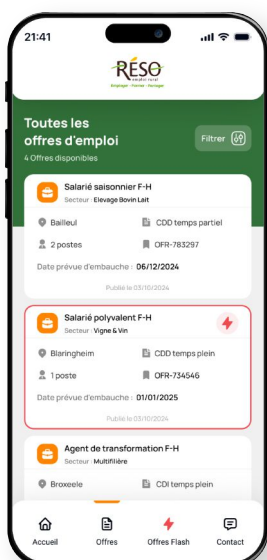 21:41
RÉSO
emploi rural
Employer - Former - Partager
Toutes les
offres d'emploi
Filtrer
4 Offres disponibles
Salarié saisonnier F-H
Secteur : Elevage Bovin Lait
Bailleul
CDD temps partiel
2 postes
OFR-783297
Date prévue d'embauche : 06/12/2024
Publié le 03/10/2024
Salarié polyvalent F-H
Secteur : Vigne & Vin
Blaringheim
CDD temps plein
1 poste
OFR-734546
Date prévue d'embauche : 01/01/2025
Publié le 03/10/2024
Agent de transformation F-H
Secteur : Multifilière
Broxeele
CDI temps plein
Accueil
Offres
Offres Flash
Contact